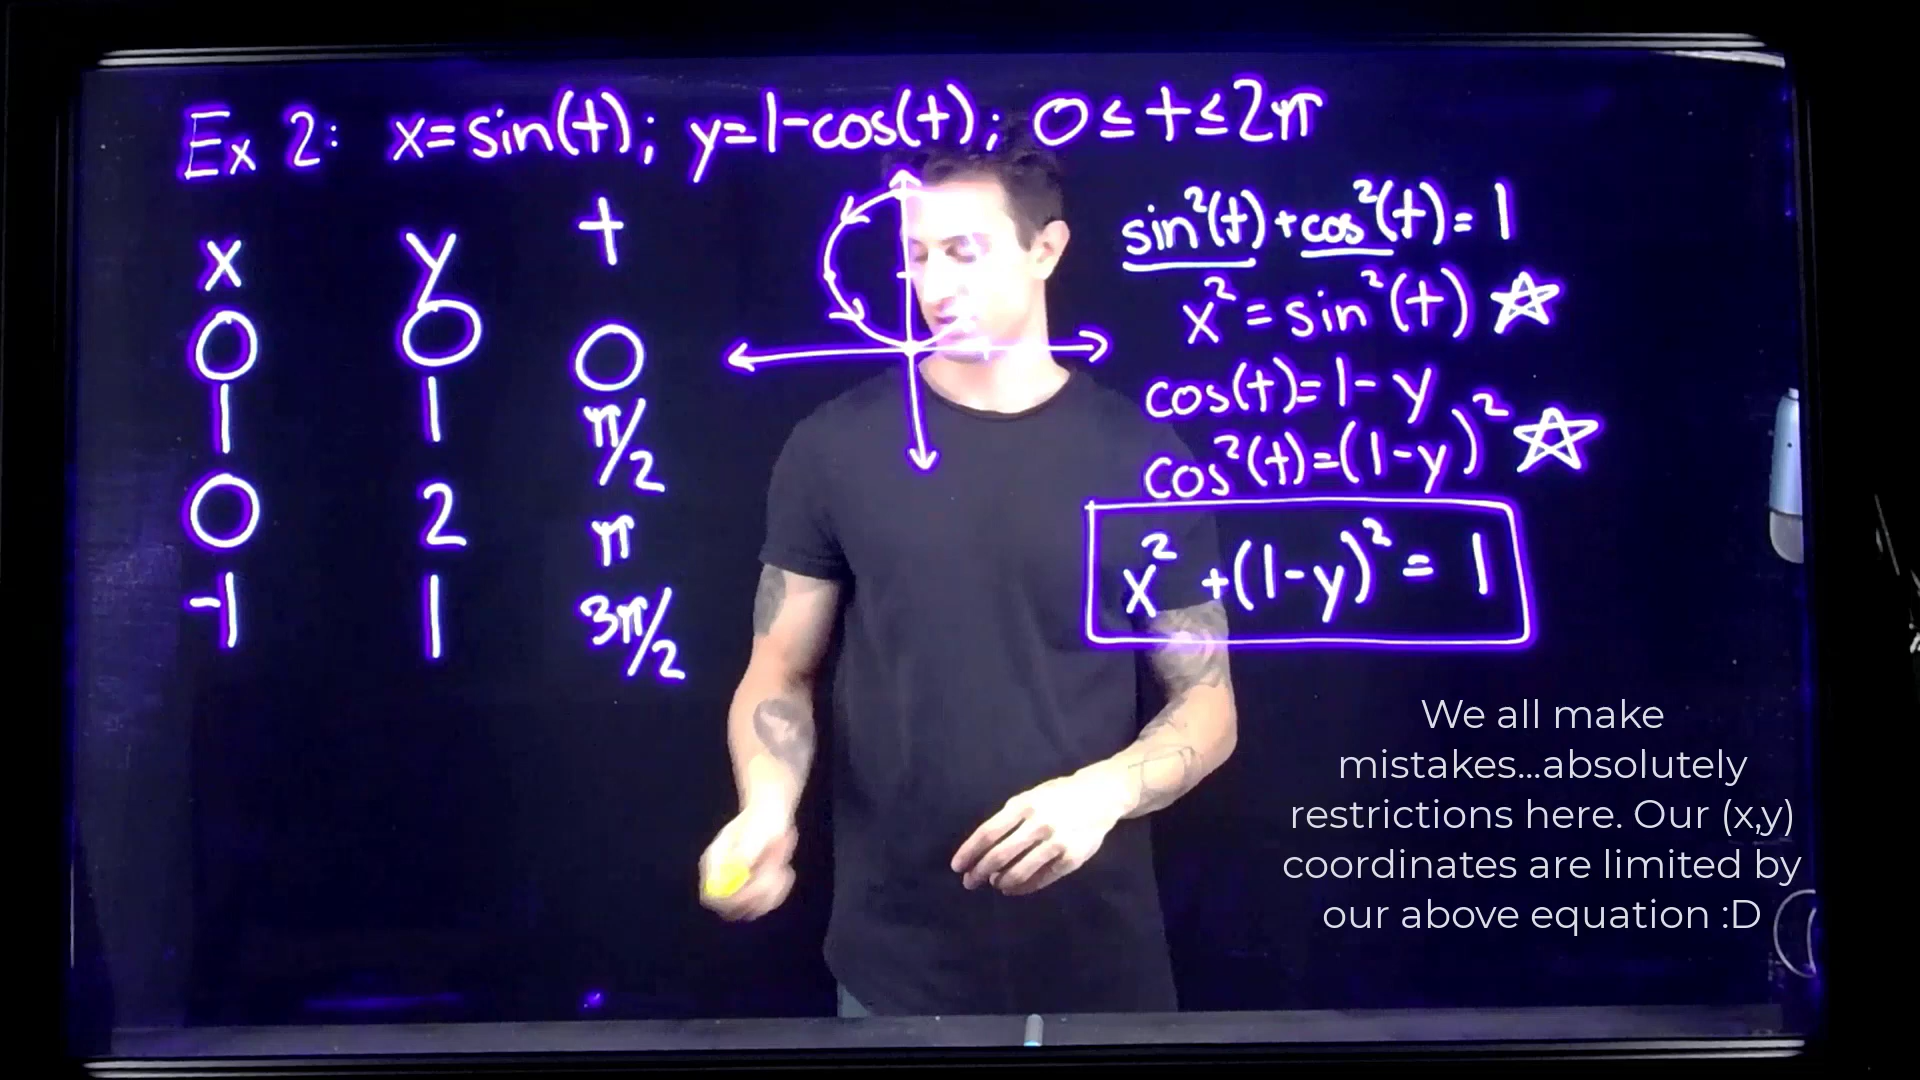 Ex 2: x=sin(t); y=1-cos(t); 0≤t≤2π
x y t
0 0 0
1 1 π/2
0 2 π
-1 1 3π/2
sin²(t)+cos²(t)=1
x²=sin²(t) ☆
cos(t)=1-y
cos²(t)=(1-y)² ☆
x²+(1-y)²=1
We all make
mistakes...absolutely
restrictions here. Our (x,y)
coordinates are limited by
our above equation :D